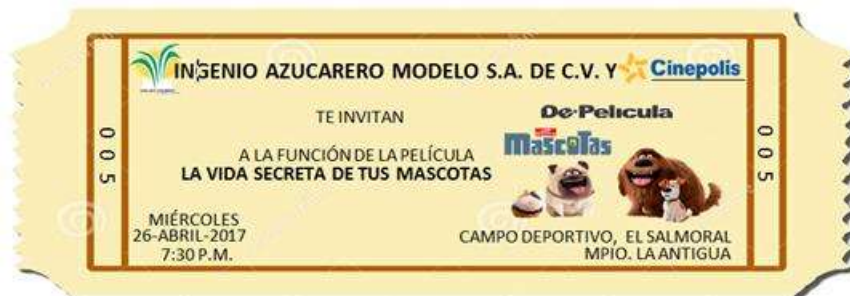 INGENIO AZUCARERO MODELO S.A. DE C.V. Y Cinepolis
TE INVITAN
De Pelicula
Mascotas
A LA FUNCIÓN DE LA PELÍCULA
LA VIDA SECRETA DE TUS MASCOTAS
005
005
MIÉRCOLES
26-ABRIL-2017
7:30 P.M.
CAMPO DEPORTIVO, EL SALMORAL
MPIO. LA ANTIGUA